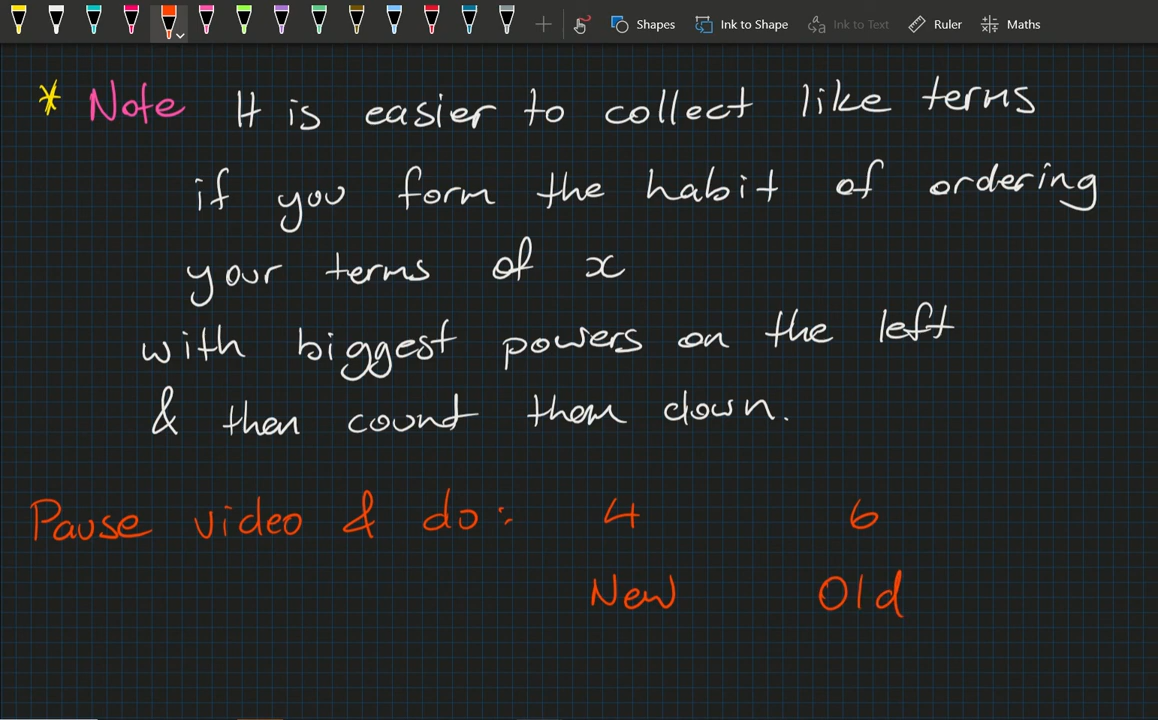 Shapes Ink to Shape Ink to Text Ruler Maths
* Note It is easier to collect like terms
if you form the habit of ordering
your terms of x
with biggest powers on the left
& then count them down.
Pause video & do: 4 6
New Old